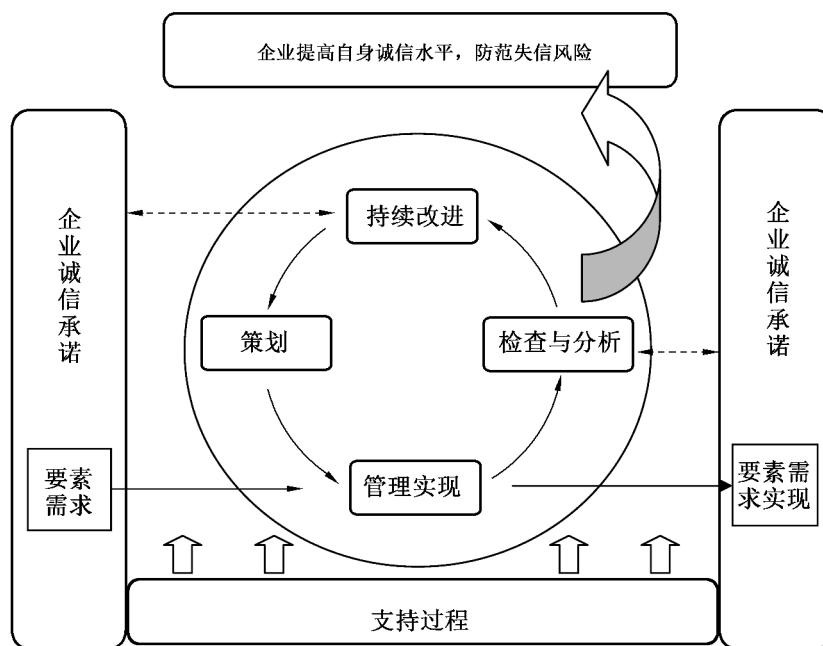 企业提高自身诚信水平，防范失信风险
企业诚信承诺
持续改进
企业诚信承诺
策划
检查与分析
要素
需求
管理实现
要素需
求实现
支持过程